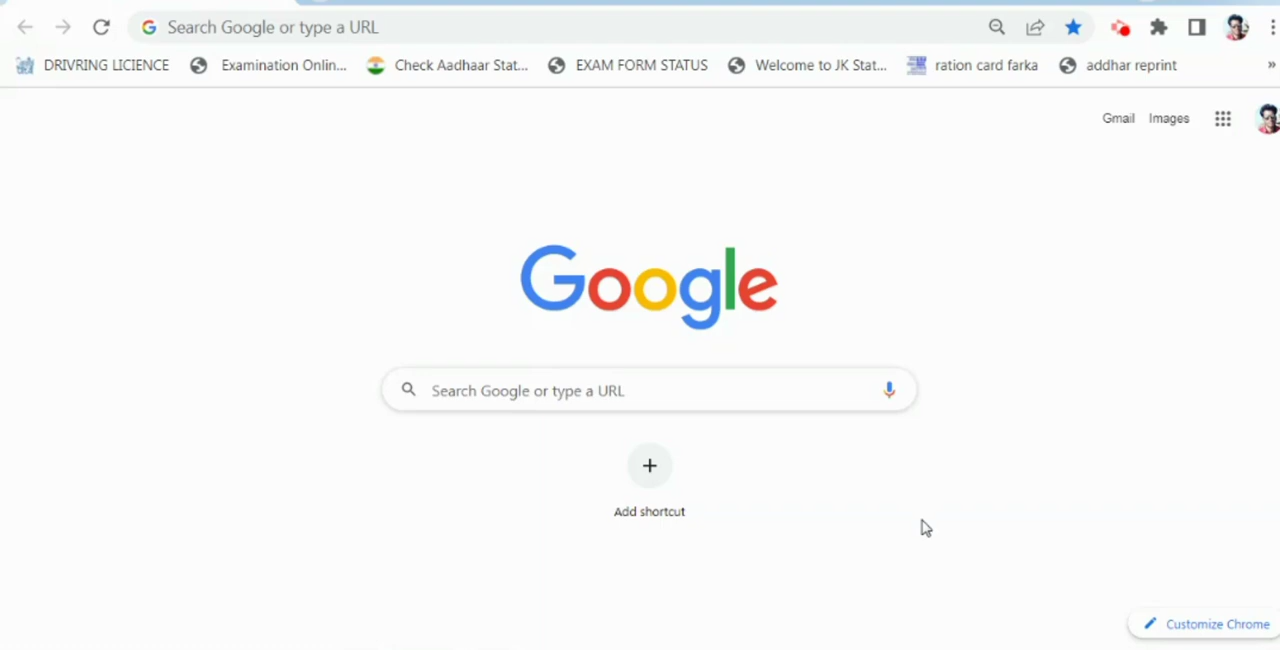 Search Google or type a URL
DRIVRING LICIENCE Examination Onlin... Check Aadhaar Stat... EXAM FORM STATUS Welcome to JK Stat... ration card farka addhar reprint »
Gmail Images
Google
Search Google or type a URL
Add shortcut
Customize Chrome